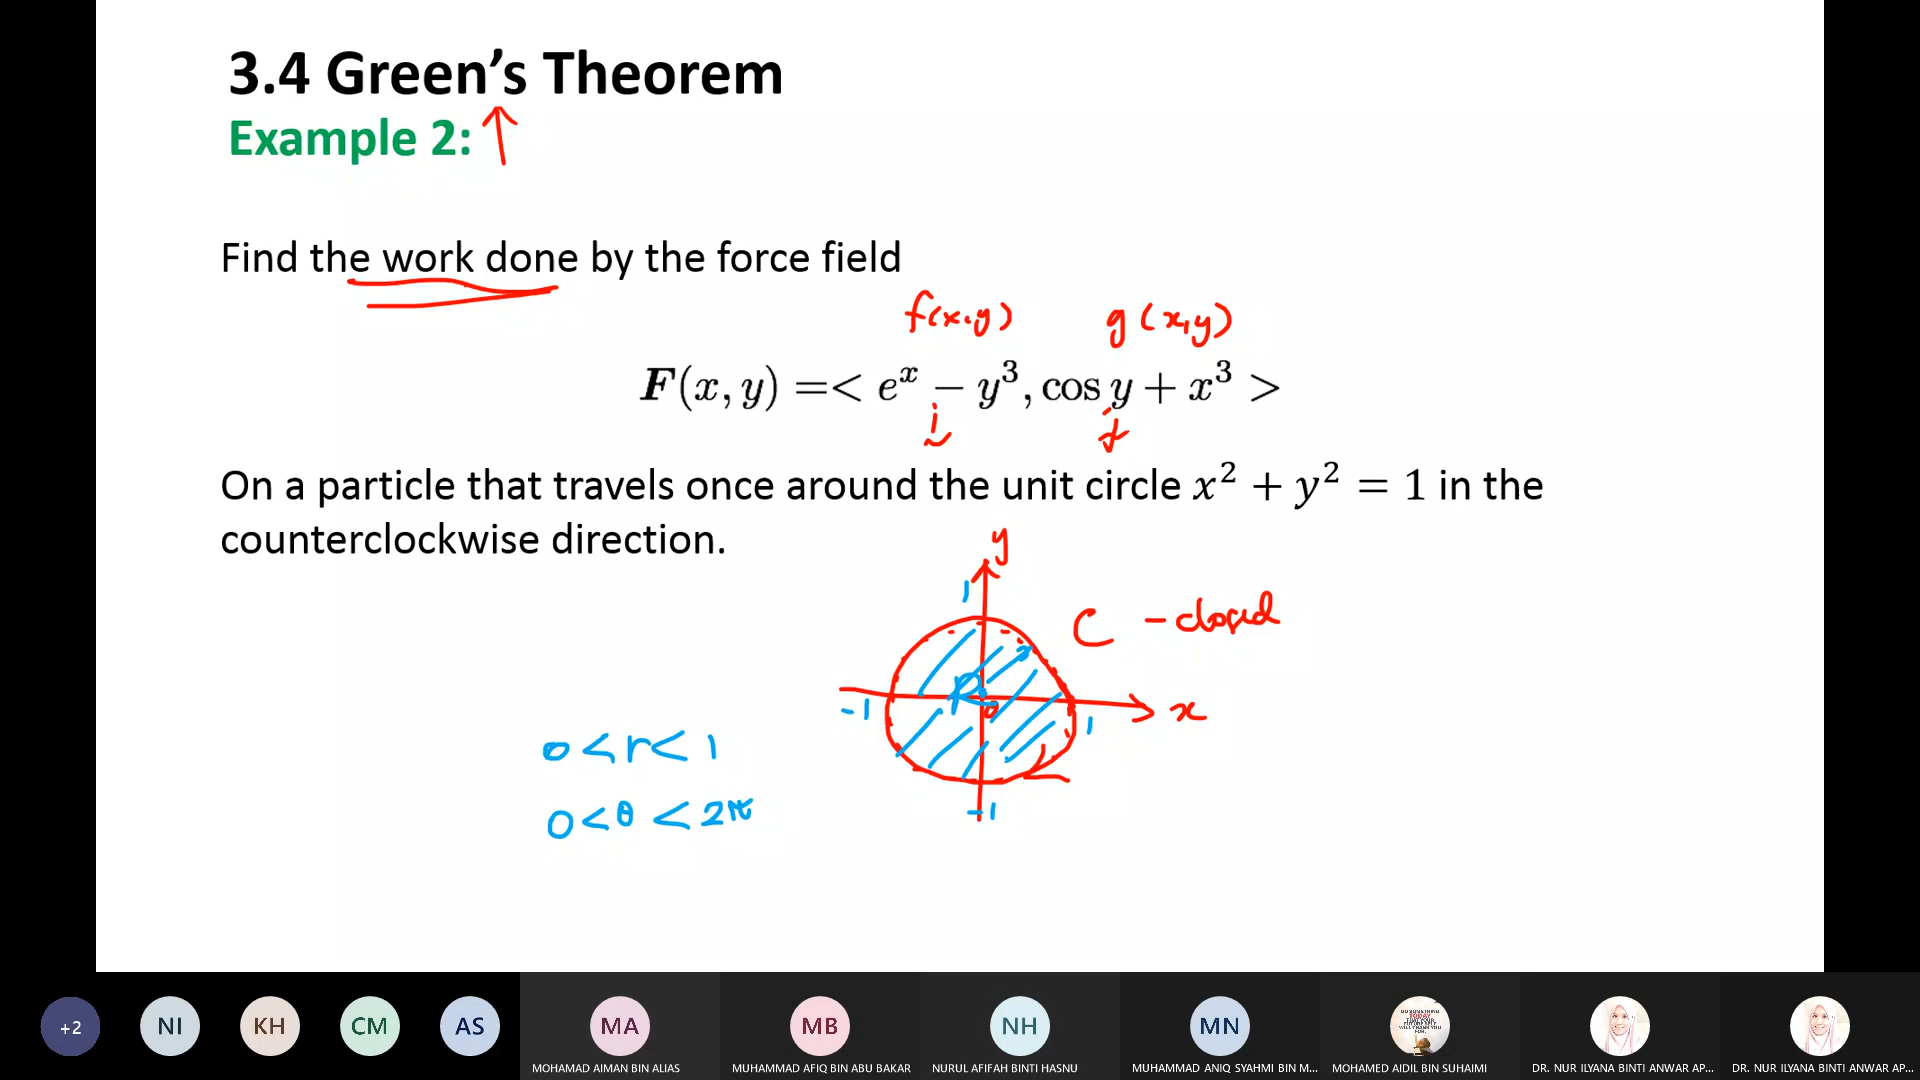 3.4 Green’s Theorem
Example 2:
Find the work done by the force field
f(x,y) g(x,y)
F(x, y) =< e^x − y^3, cos y + x^3 >
i j
On a particle that travels once around the unit circle x^2 + y^2 = 1 in the
counterclockwise direction.
y
1
C - closed
R
-1 0 1 x
0 < r < 1
0 < θ < 2π
-1
+2 NI KH CM AS MA MB NH MN
MOHAMAD AIMAN BIN ALIAS MUHAMMAD AFIQ BIN ABU BAKAR NURUL AFIFAH BINTI HASNU MUHAMMAD ANIQ SYAHMI BIN M... MOHAMED AIDIL BIN SUHAIMI DR. NUR ILYANA BINTI ANWAR AP... DR. NUR ILYANA BINTI ANWAR AP...